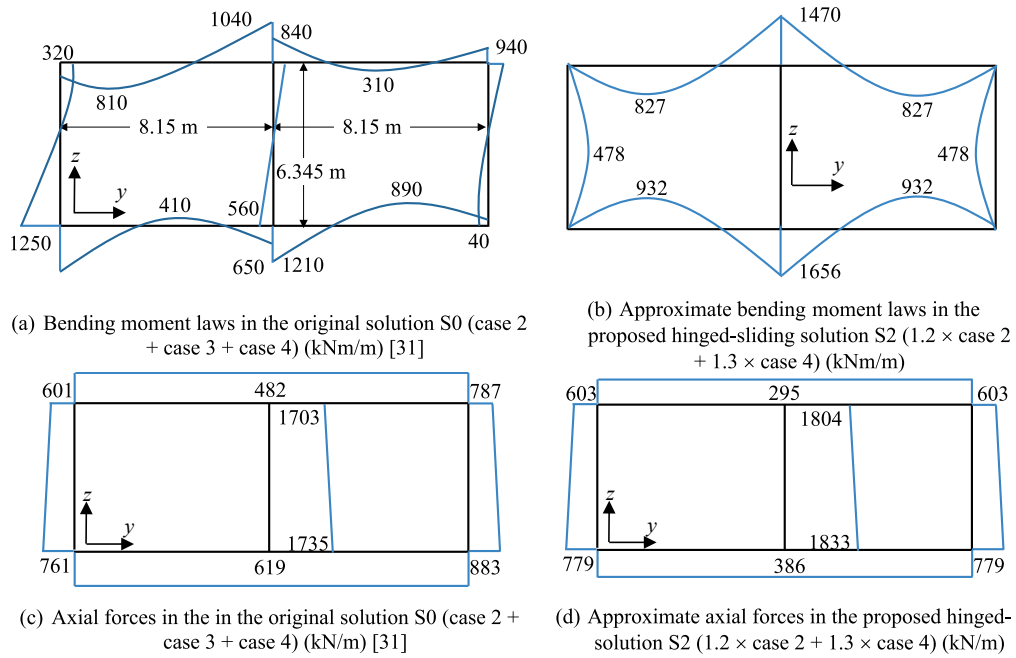 1040
840
320
940
810
310
8.15 m
8.15 m
z
6.345 m
y
410
560
890
1250
40
650
1210
1470
827
827
478
478
z
y
932
932
1656
(a) Bending moment laws in the original solution S0 (case 2
+ case 3 + case 4) (kNm/m) [31]
(b) Approximate bending moment laws in the
proposed hinged-sliding solution S2 (1.2 × case 2
+ 1.3 × case 4) (kNm/m)
601
482
787
1703
z
y
1735
761
619
883
603
295
603
1804
z
y
1833
779
386
779
(c) Axial forces in the in the original solution S0 (case 2 +
case 3 + case 4) (kN/m) [31]
(d) Approximate axial forces in the proposed hinged-
solution S2 (1.2 × case 2 + 1.3 × case 4) (kN/m)